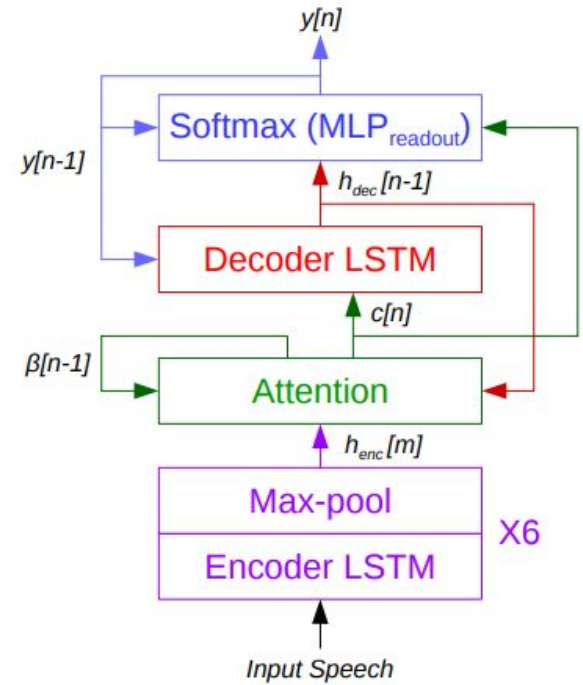 y[n]
Softmax (MLPreadout)
y[n-1]
hdec [n-1]
Decoder LSTM
c[n]
β[n-1]
Attention
henc [m]
Max-pool
X6
Encoder LSTM
Input Speech